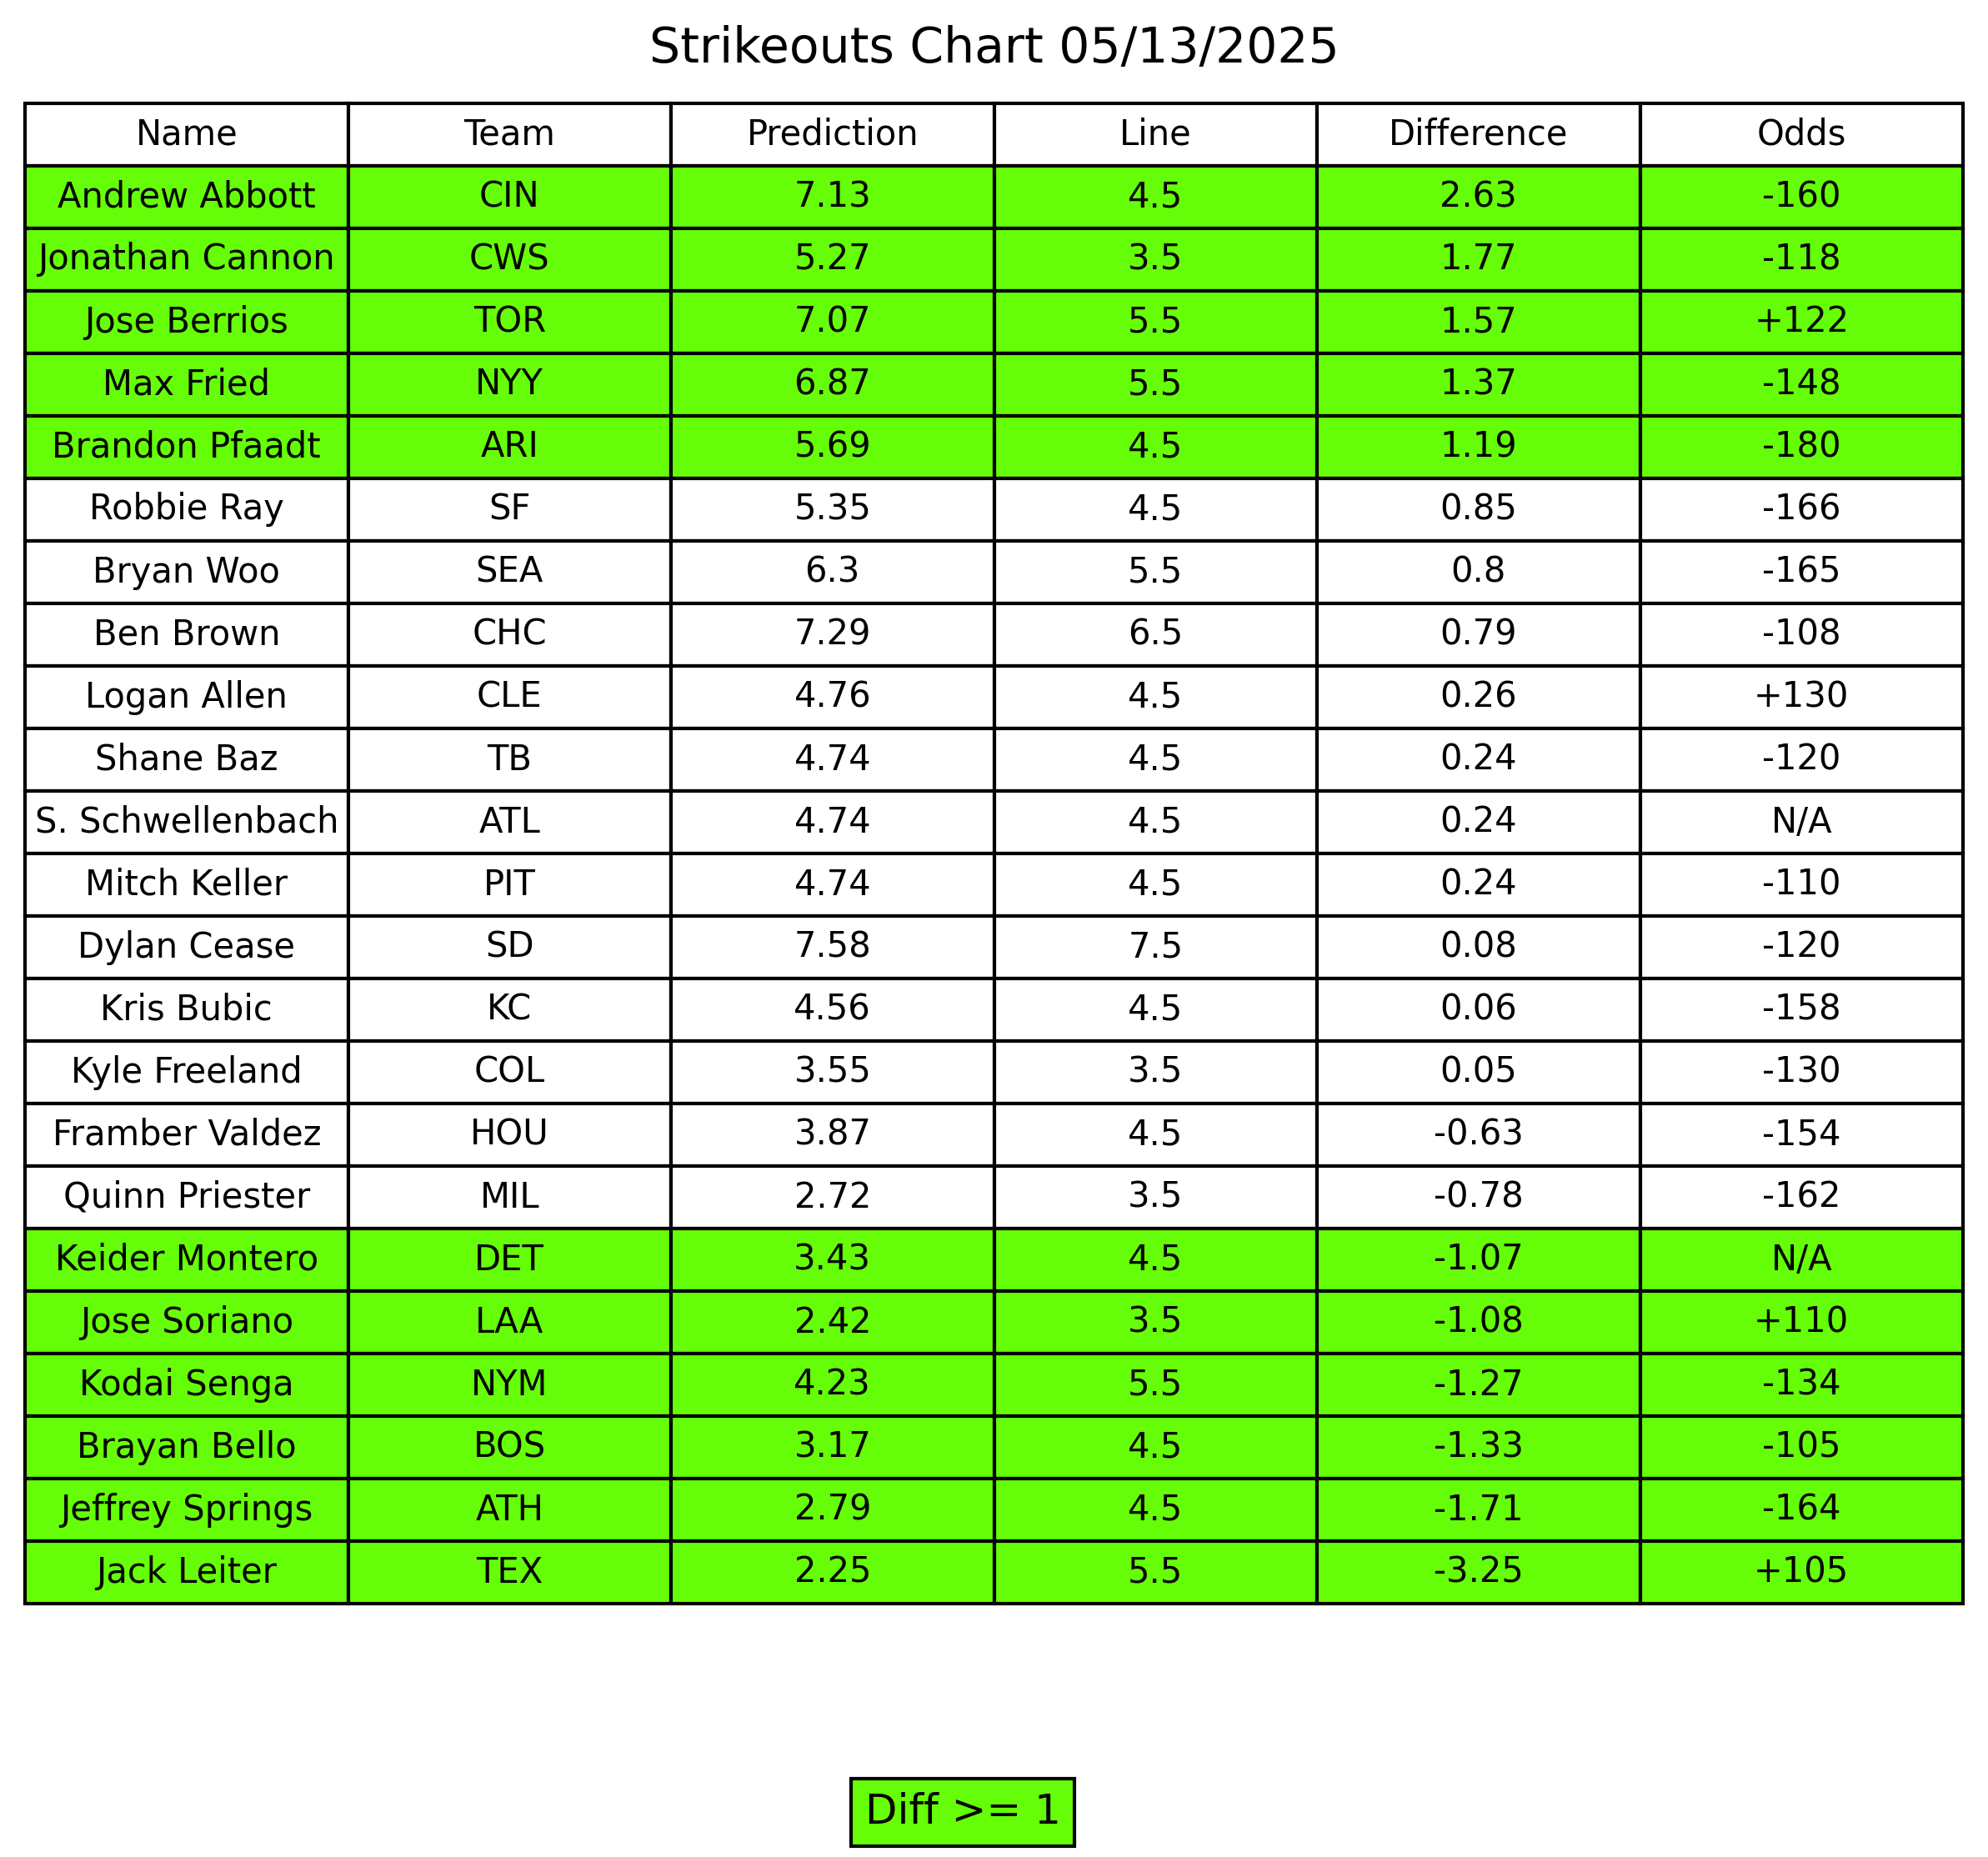 Strikeouts Chart 05/13/2025
Name Team Prediction Line Difference Odds
Andrew Abbott CIN 7.13 4.5 2.63 -160
Jonathan Cannon CWS 5.27 3.5 1.77 -118
Jose Berrios TOR 7.07 5.5 1.57 +122
Max Fried NYY 6.87 5.5 1.37 -148
Brandon Pfaadt ARI 5.69 4.5 1.19 -180
Robbie Ray SF 5.35 4.5 0.85 -166
Bryan Woo SEA 6.3 5.5 0.8 -165
Ben Brown CHC 7.29 6.5 0.79 -108
Logan Allen CLE 4.76 4.5 0.26 +130
Shane Baz TB 4.74 4.5 0.24 -120
S. Schwellenbach ATL 4.74 4.5 0.24 N/A
Mitch Keller PIT 4.74 4.5 0.24 -110
Dylan Cease SD 7.58 7.5 0.08 -120
Kris Bubic KC 4.56 4.5 0.06 -158
Kyle Freeland COL 3.55 3.5 0.05 -130
Framber Valdez HOU 3.87 4.5 -0.63 -154
Quinn Priester MIL 2.72 3.5 -0.78 -162
Keider Montero DET 3.43 4.5 -1.07 N/A
Jose Soriano LAA 2.42 3.5 -1.08 +110
Kodai Senga NYM 4.23 5.5 -1.27 -134
Brayan Bello BOS 3.17 4.5 -1.33 -105
Jeffrey Springs ATH 2.79 4.5 -1.71 -164
Jack Leiter TEX 2.25 5.5 -3.25 +105
Diff >= 1